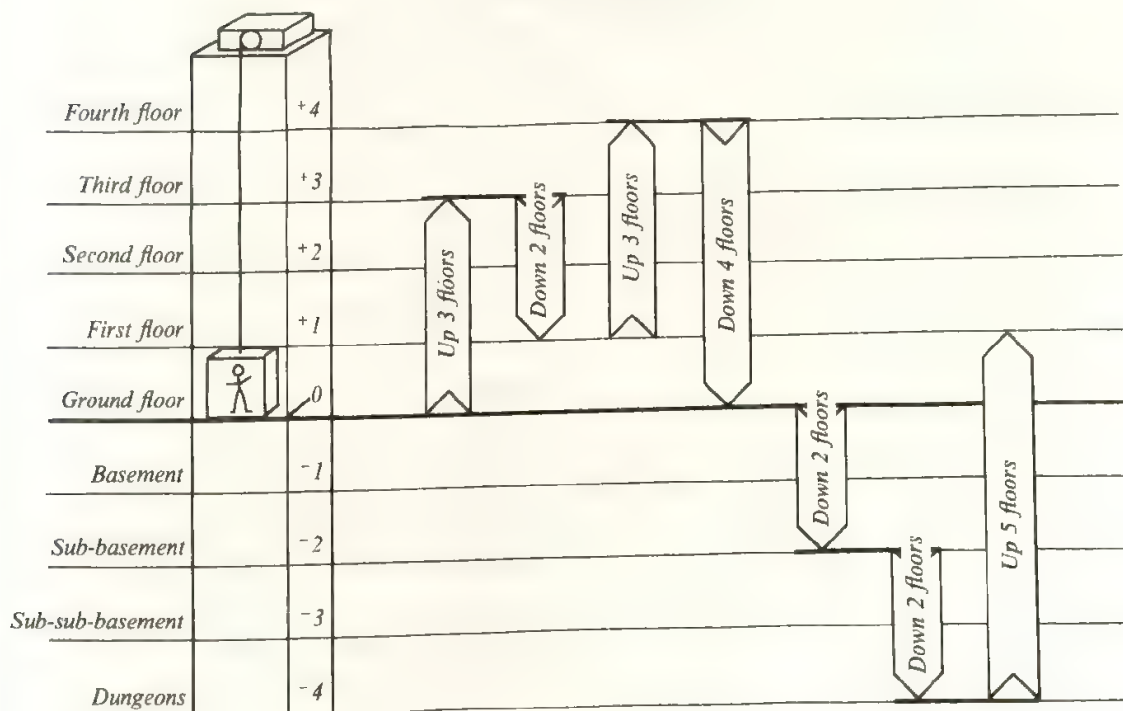 Fourth floor +4
Third floor +3
Second floor +2
First floor +1
Ground floor 0
Basement -1
Sub-basement -2
Sub-sub-basement -3
Dungeons -4
Up 3 floors
Down 2 floors
Up 3 floors
Down 4 floors
Down 2 floors
Down 2 floors
Up 5 floors